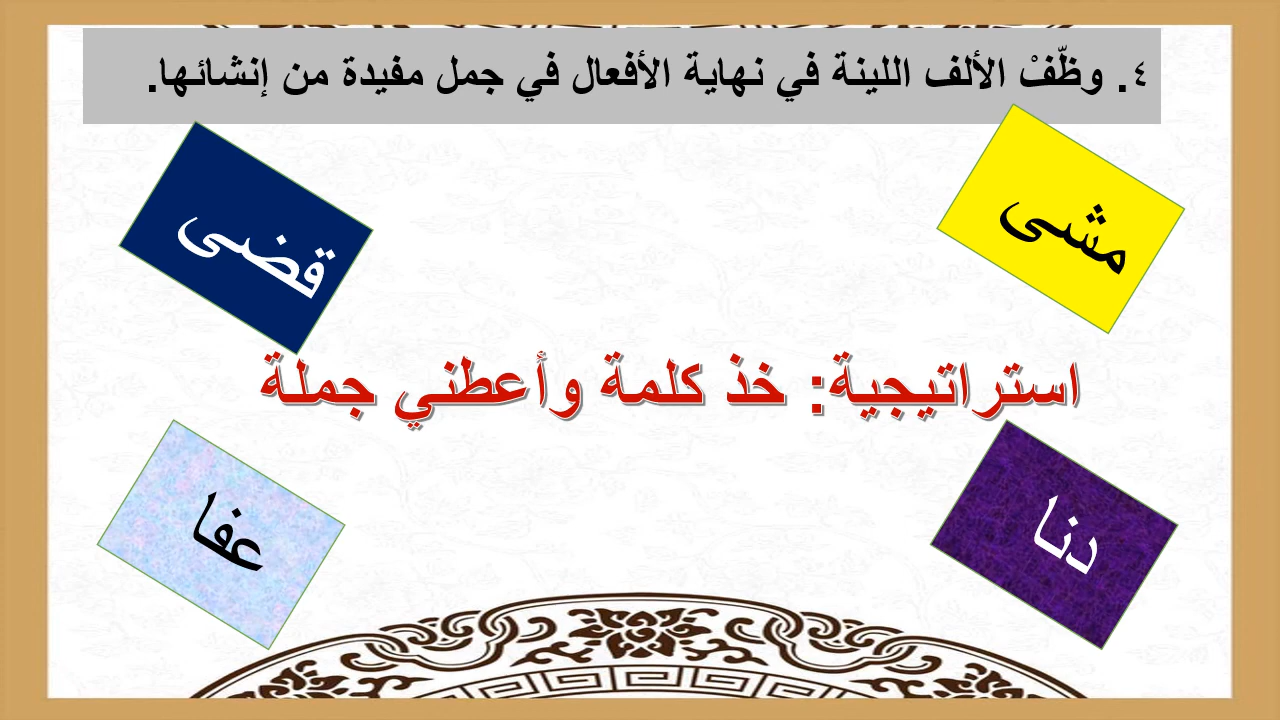 ٤. وظّفْ الألف اللينة في نهاية الأفعال في جمل مفيدة من إنشائها.
مشى
قضى
استراتيجية: خذ كلمة وأعطني جملة
دنا
عفا